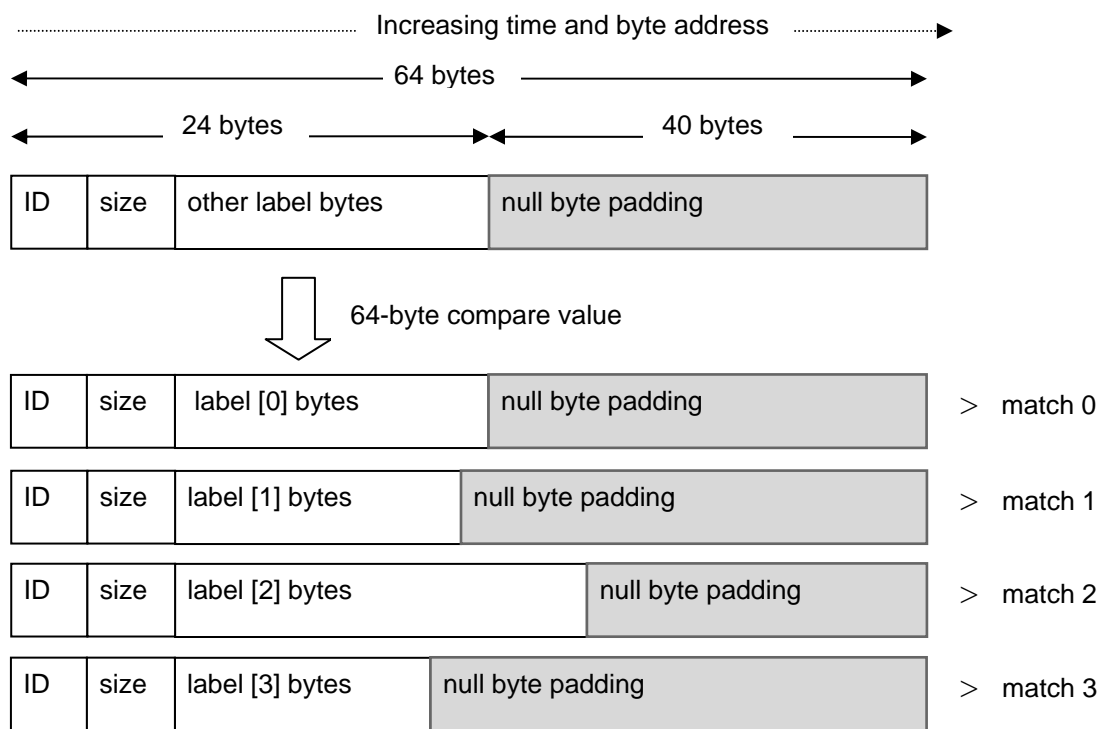 Increasing time and byte address
64 bytes
24 bytes 40 bytes
ID size other label bytes null byte padding
64-byte compare value
ID size label [0] bytes null byte padding > match 0
ID size label [1] bytes null byte padding > match 1
ID size label [2] bytes null byte padding > match 2
ID size label [3] bytes null byte padding > match 3